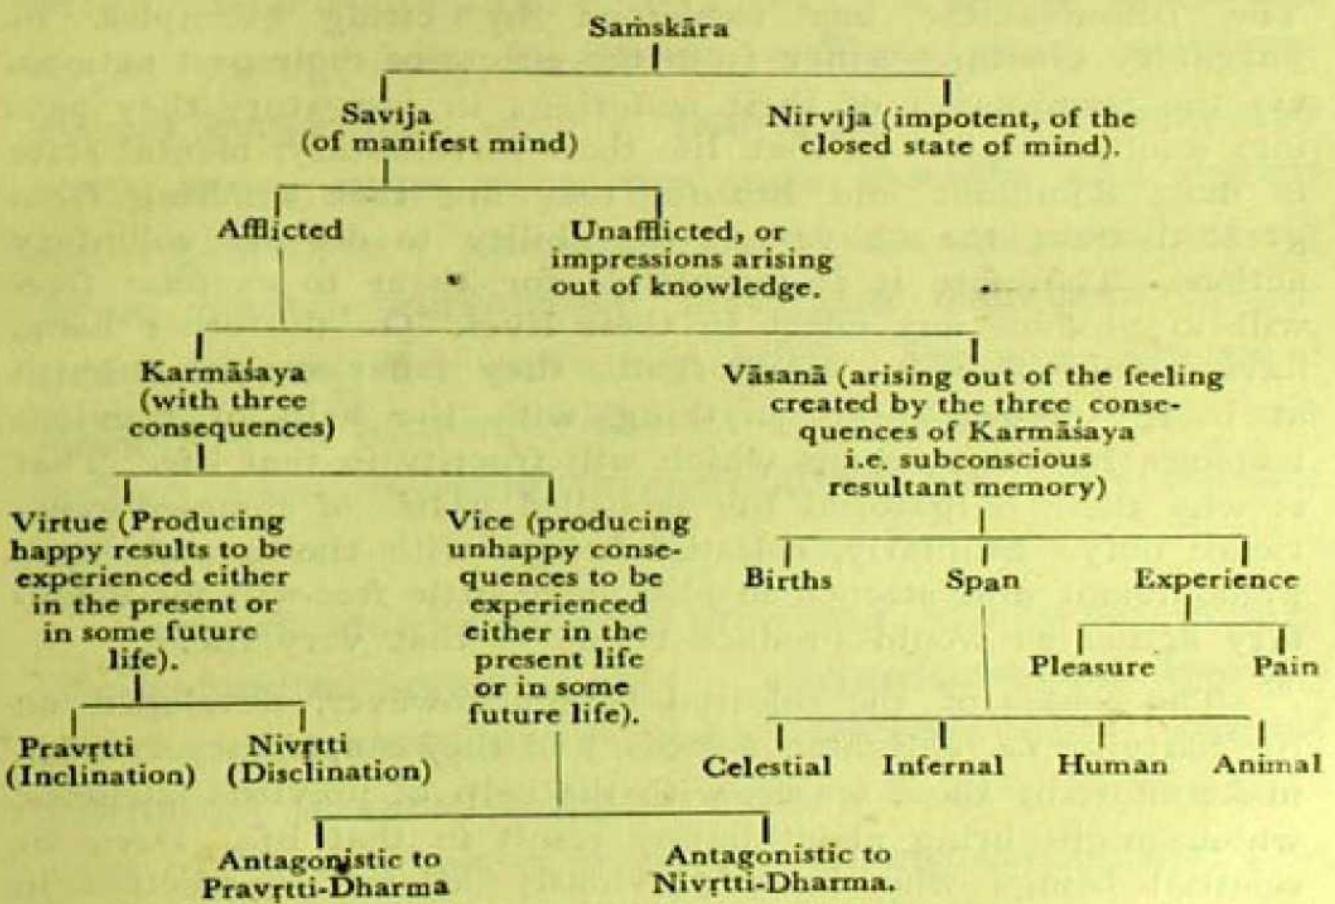 Saṁskāra
Savija
(of manifest mind)
Nirvija (impotent, of the
closed state of mind).
Afflicted
Unafflicted, or
impressions arising
out of knowledge.
Karmāśaya
(with three
consequences)
Vāsanā (arising out of the feeling
created by the three conse-
quences of Karmāśaya
i.e. subconscious
resultant memory)
Virtue (Producing
happy results to be
experienced either
in the present or
in some future
life).
Vice (producing
unhappy conse-
quences to be
experienced
either in the
present life
or in some
future life).
Births
Span
Experience
Pleasure
Pain
Pravṛtti
(Inclination)
Nivṛtti
(Disclination)
Celestial
Infernal
Human
Animal
Antagonistic to
Pravṛtti-Dharma
Antagonistic to
Nivṛtti-Dharma.